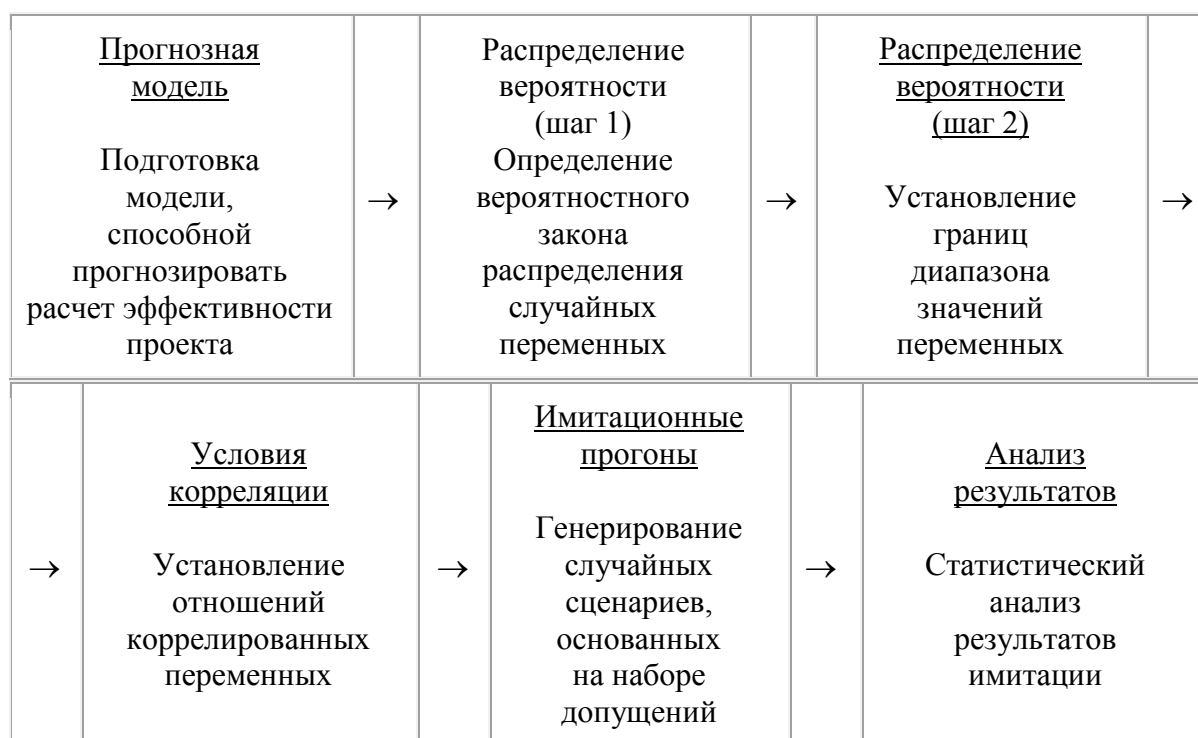 Прогнозная
модель
Подготовка
модели,
способной
прогнозировать
расчет эффективности
проекта
→
Распределение
вероятности
(шаг 1)
Определение
вероятностного
закона
распределения
случайных
переменных
→
Распределение
вероятности
(шаг 2)
Установление
границ
диапазона
значений
переменных
→
→
Условия
корреляции
Установление
отношений
коррелированных
переменных
→
Имитационные
прогоны
Генерирование
случайных
сценариев,
основанных
на наборе
допущений
→
Анализ
результатов
Статистический
анализ
результатов
имитации